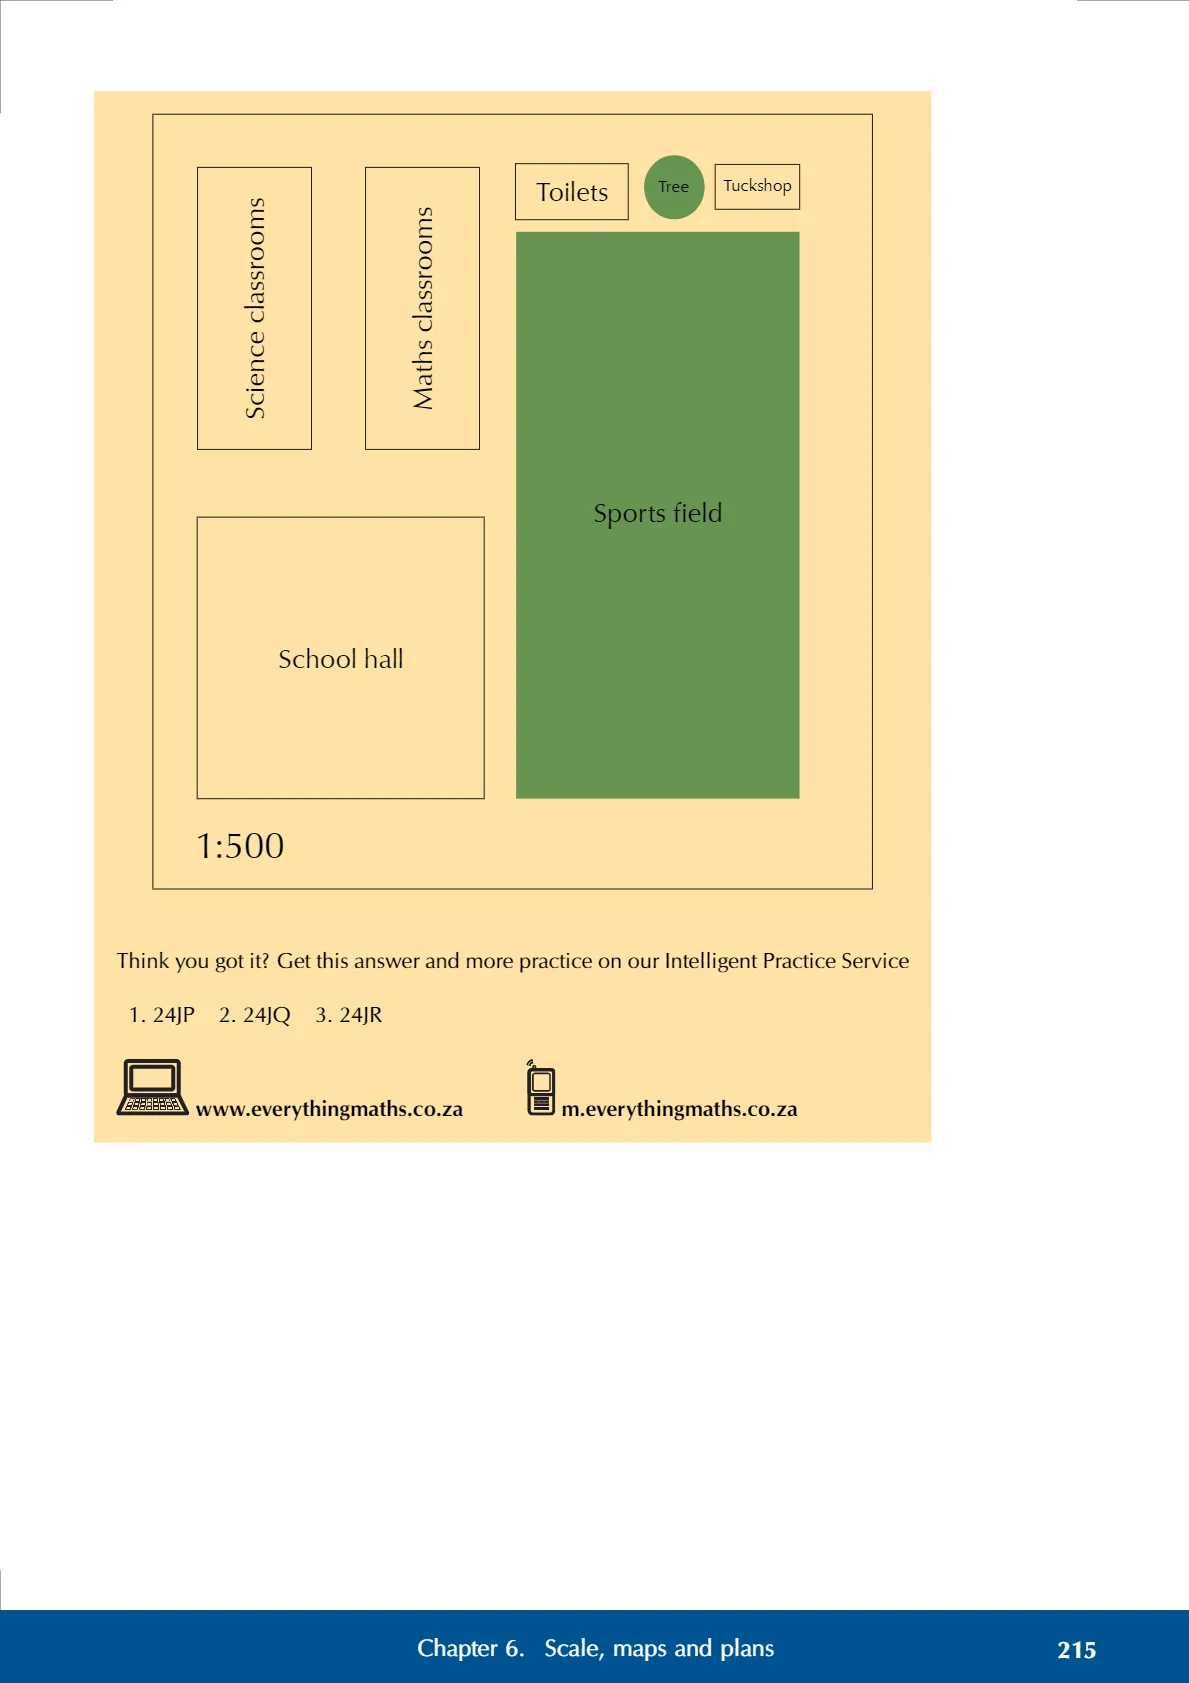 Science classrooms
Maths classrooms
Toilets
Tree
Tuckshop
Sports field
School hall
1:500
Think you got it? Get this answer and more practice on our Intelligent Practice Service
1. 24JP 2. 24JQ 3. 24JR
www.everythingmaths.co.za m.everythingmaths.co.za
Chapter 6. Scale, maps and plans 215